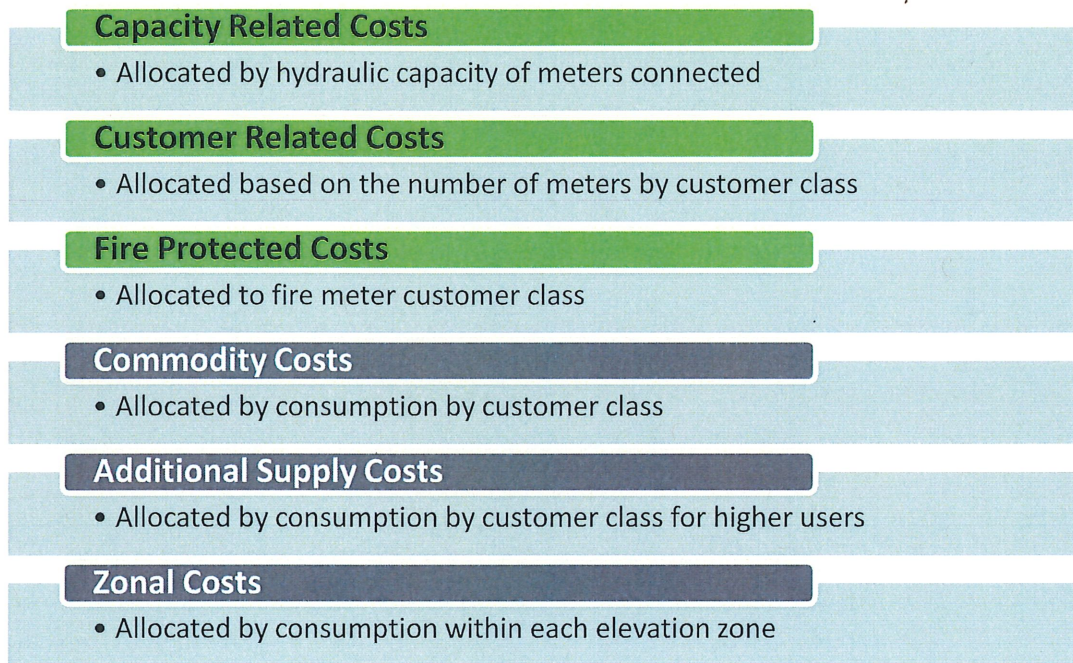 Capacity Related Costs
• Allocated by hydraulic capacity of meters connected
Customer Related Costs
• Allocated based on the number of meters by customer class
Fire Protected Costs
• Allocated to fire meter customer class
Commodity Costs
• Allocated by consumption by customer class
Additional Supply Costs
• Allocated by consumption by customer class for higher users
Zonal Costs
• Allocated by consumption within each elevation zone